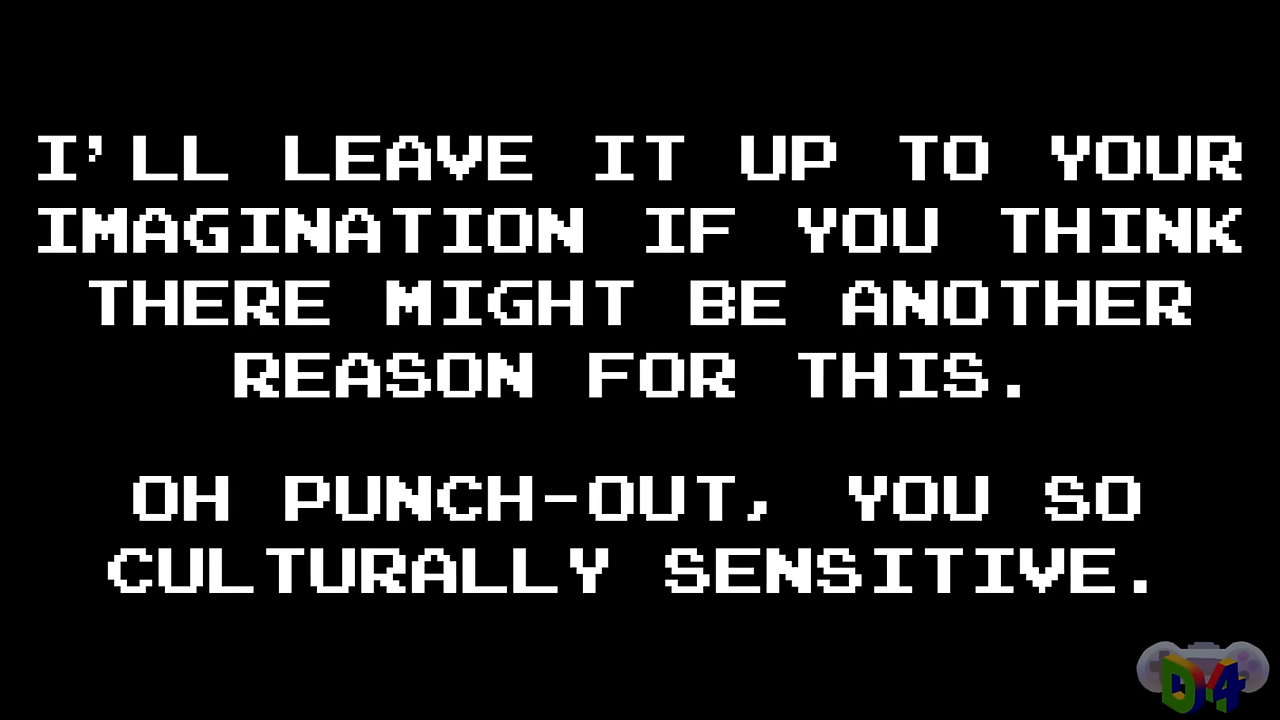 I'LL LEAVE IT UP TO YOUR
IMAGINATION IF YOU THINK
THERE MIGHT BE ANOTHER
REASON FOR THIS.
OH PUNCH-OUT, YOU SO
CULTURALLY SENSITIVE.
D4